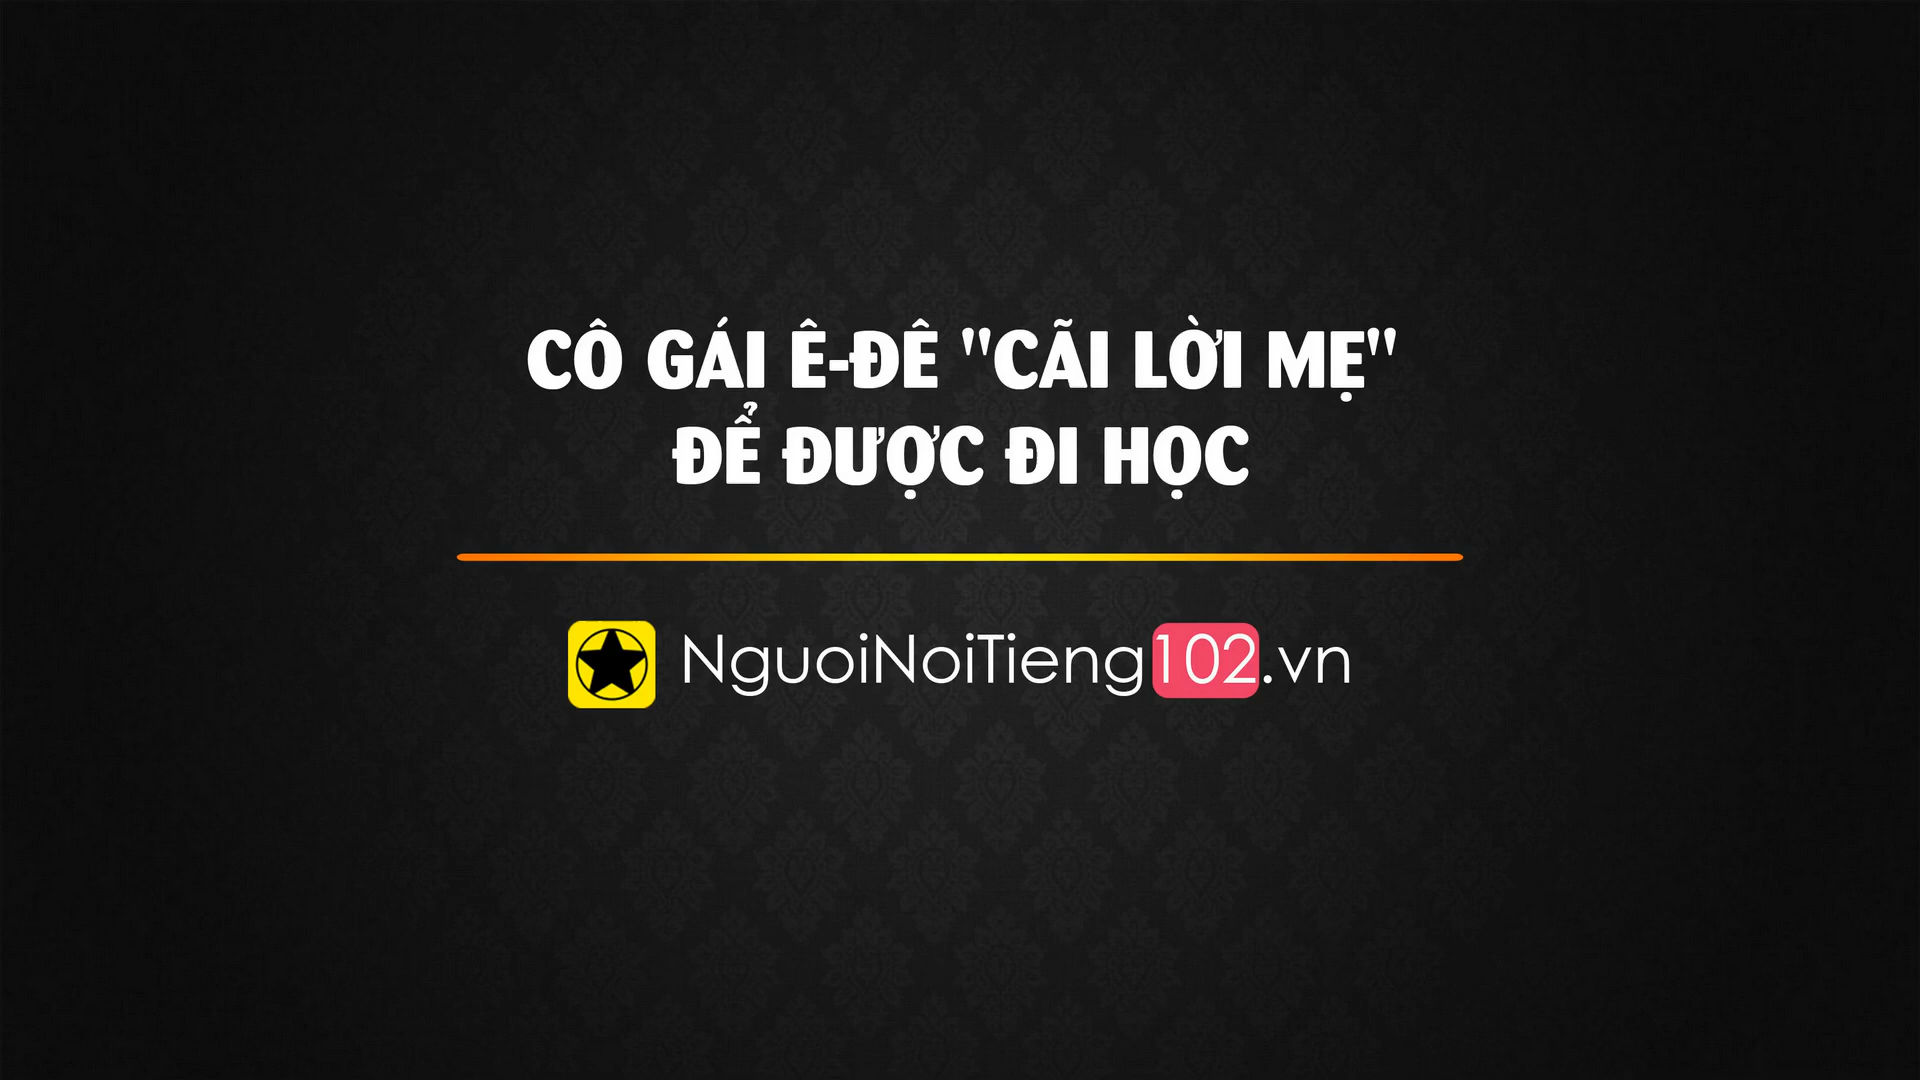 CÔ GÁI Ê-ĐÊ "CÃI LỜI MẸ"
ĐỂ ĐƯỢC ĐI HỌC
NguoiNoiTieng102.vn